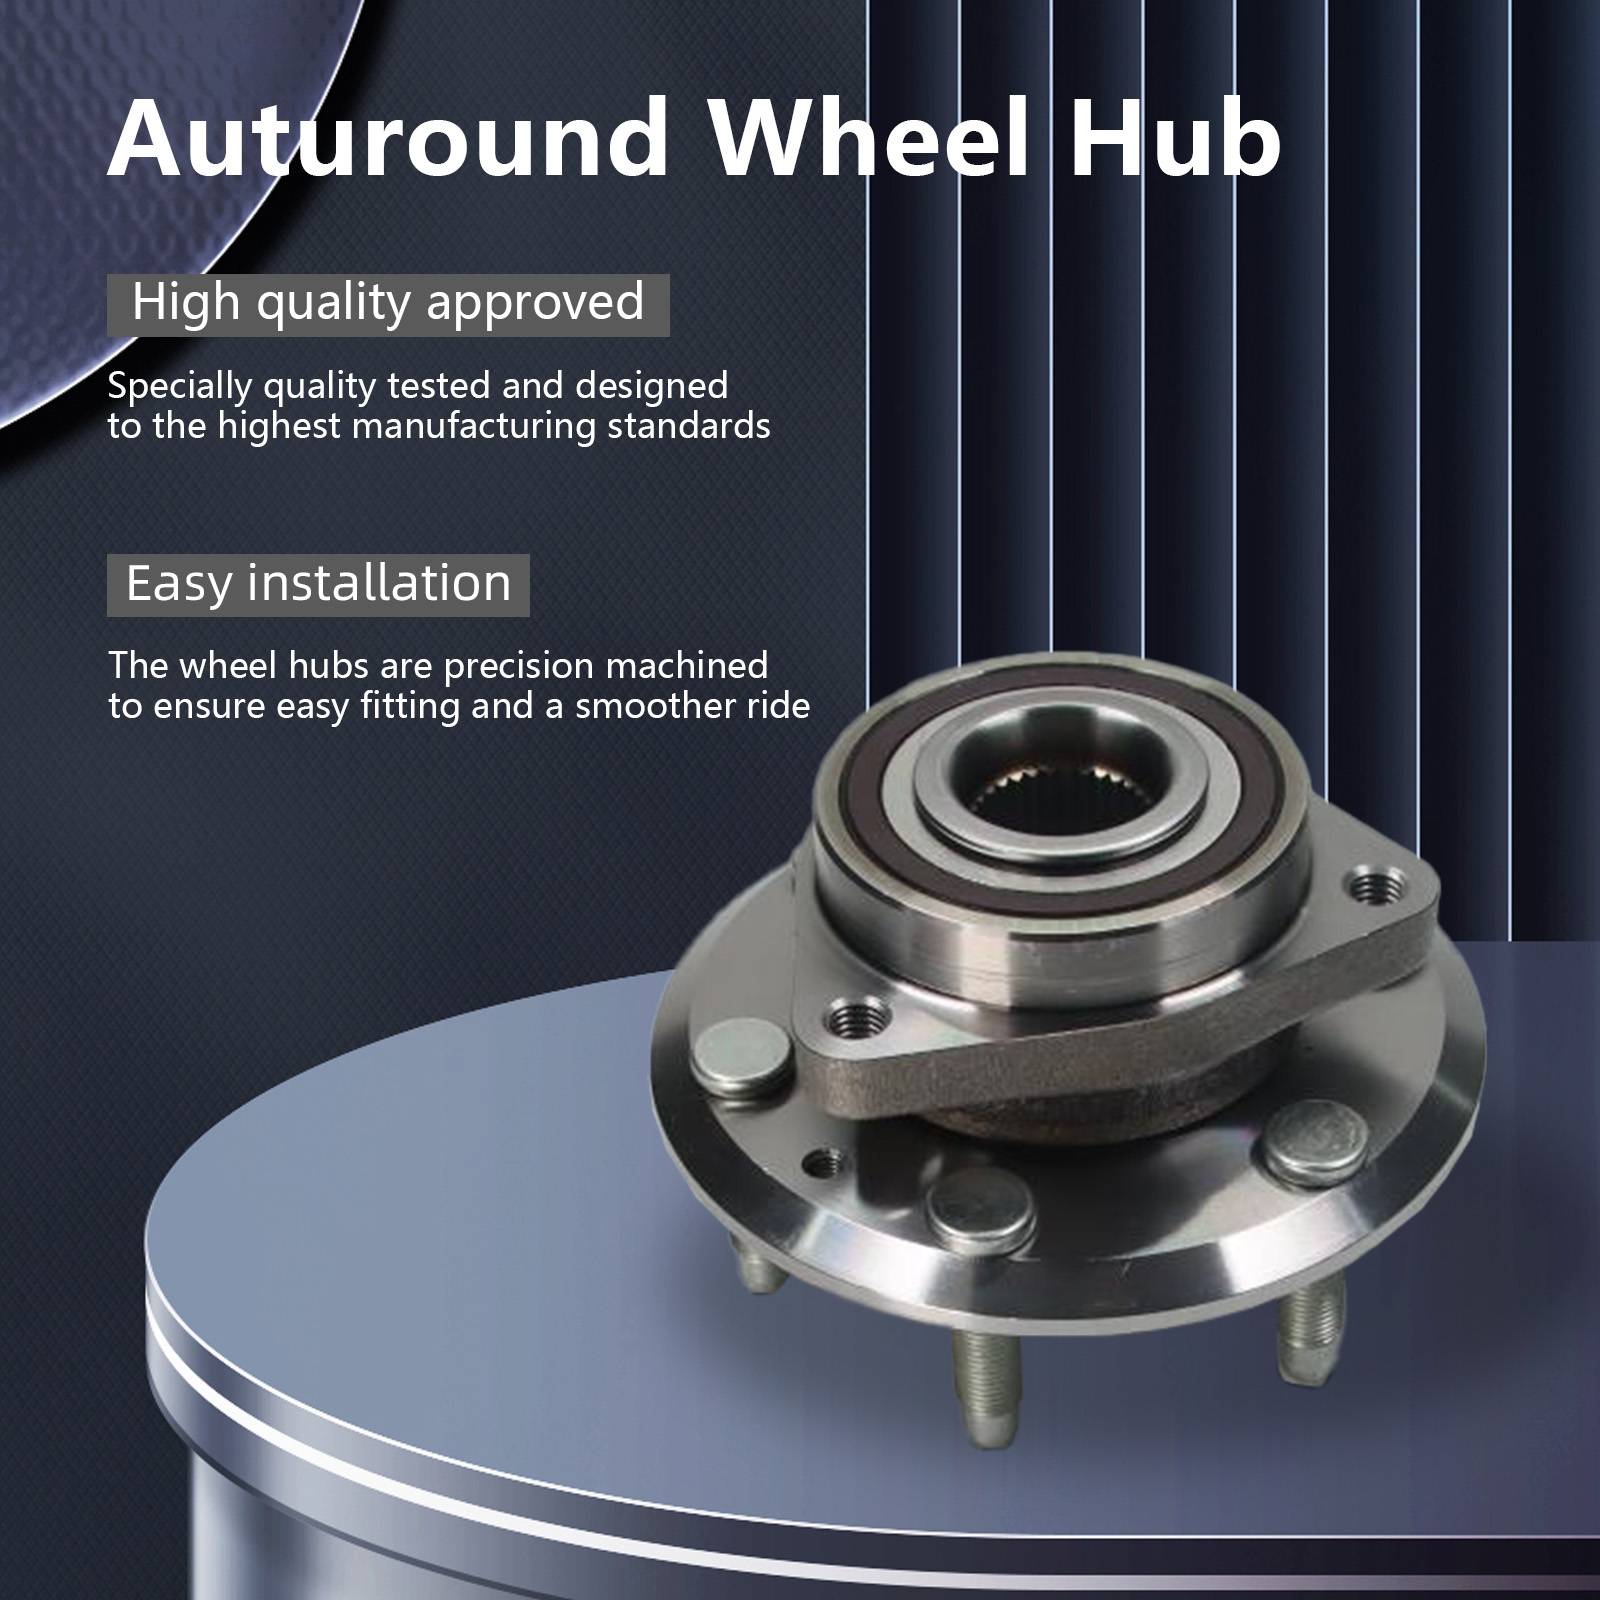 Auturound Wheel Hub
High quality approved
Specially quality tested and designed
to the highest manufacturing standards
Easy installation
The wheel hubs are precision machined
to ensure easy fitting and a smoother ride